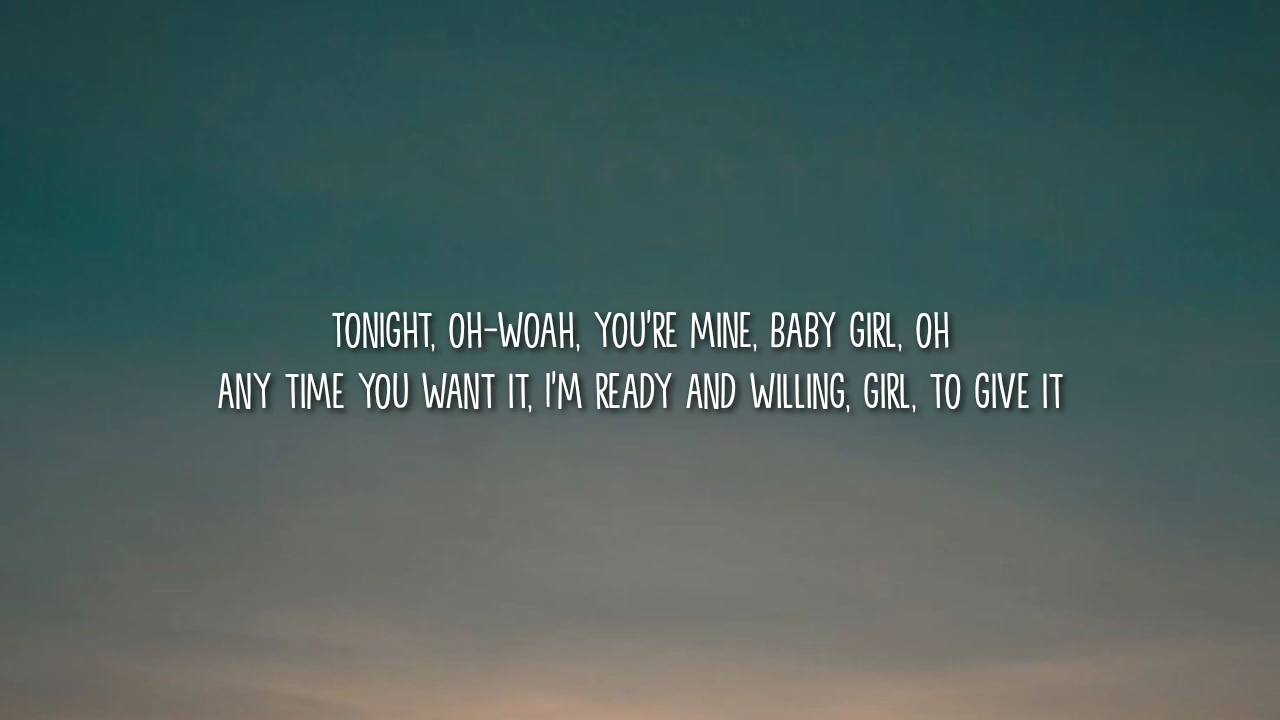 TONIGHT, OH-WOAH, YOU'RE MINE, BABY GIRL, OH
ANY TIME YOU WANT IT, I'M READY AND WILLING, GIRL, TO GIVE IT